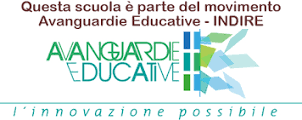 Questa scuola è parte del movimento
Avanguardie Educative - INDIRE
AVANGUARDIE
EDUCATIVE
l'innovazione possibile